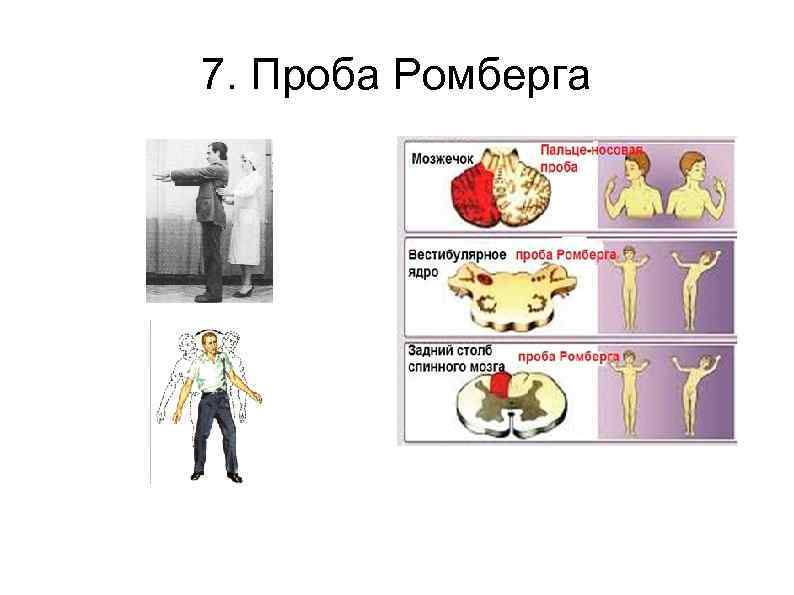 7. Проба Ромберга
Мозжечок
Пальце-носовая
проба
Вестибулярное
ядро
проба Ромберга
Задний столб
спинного мозга
проба Ромберга